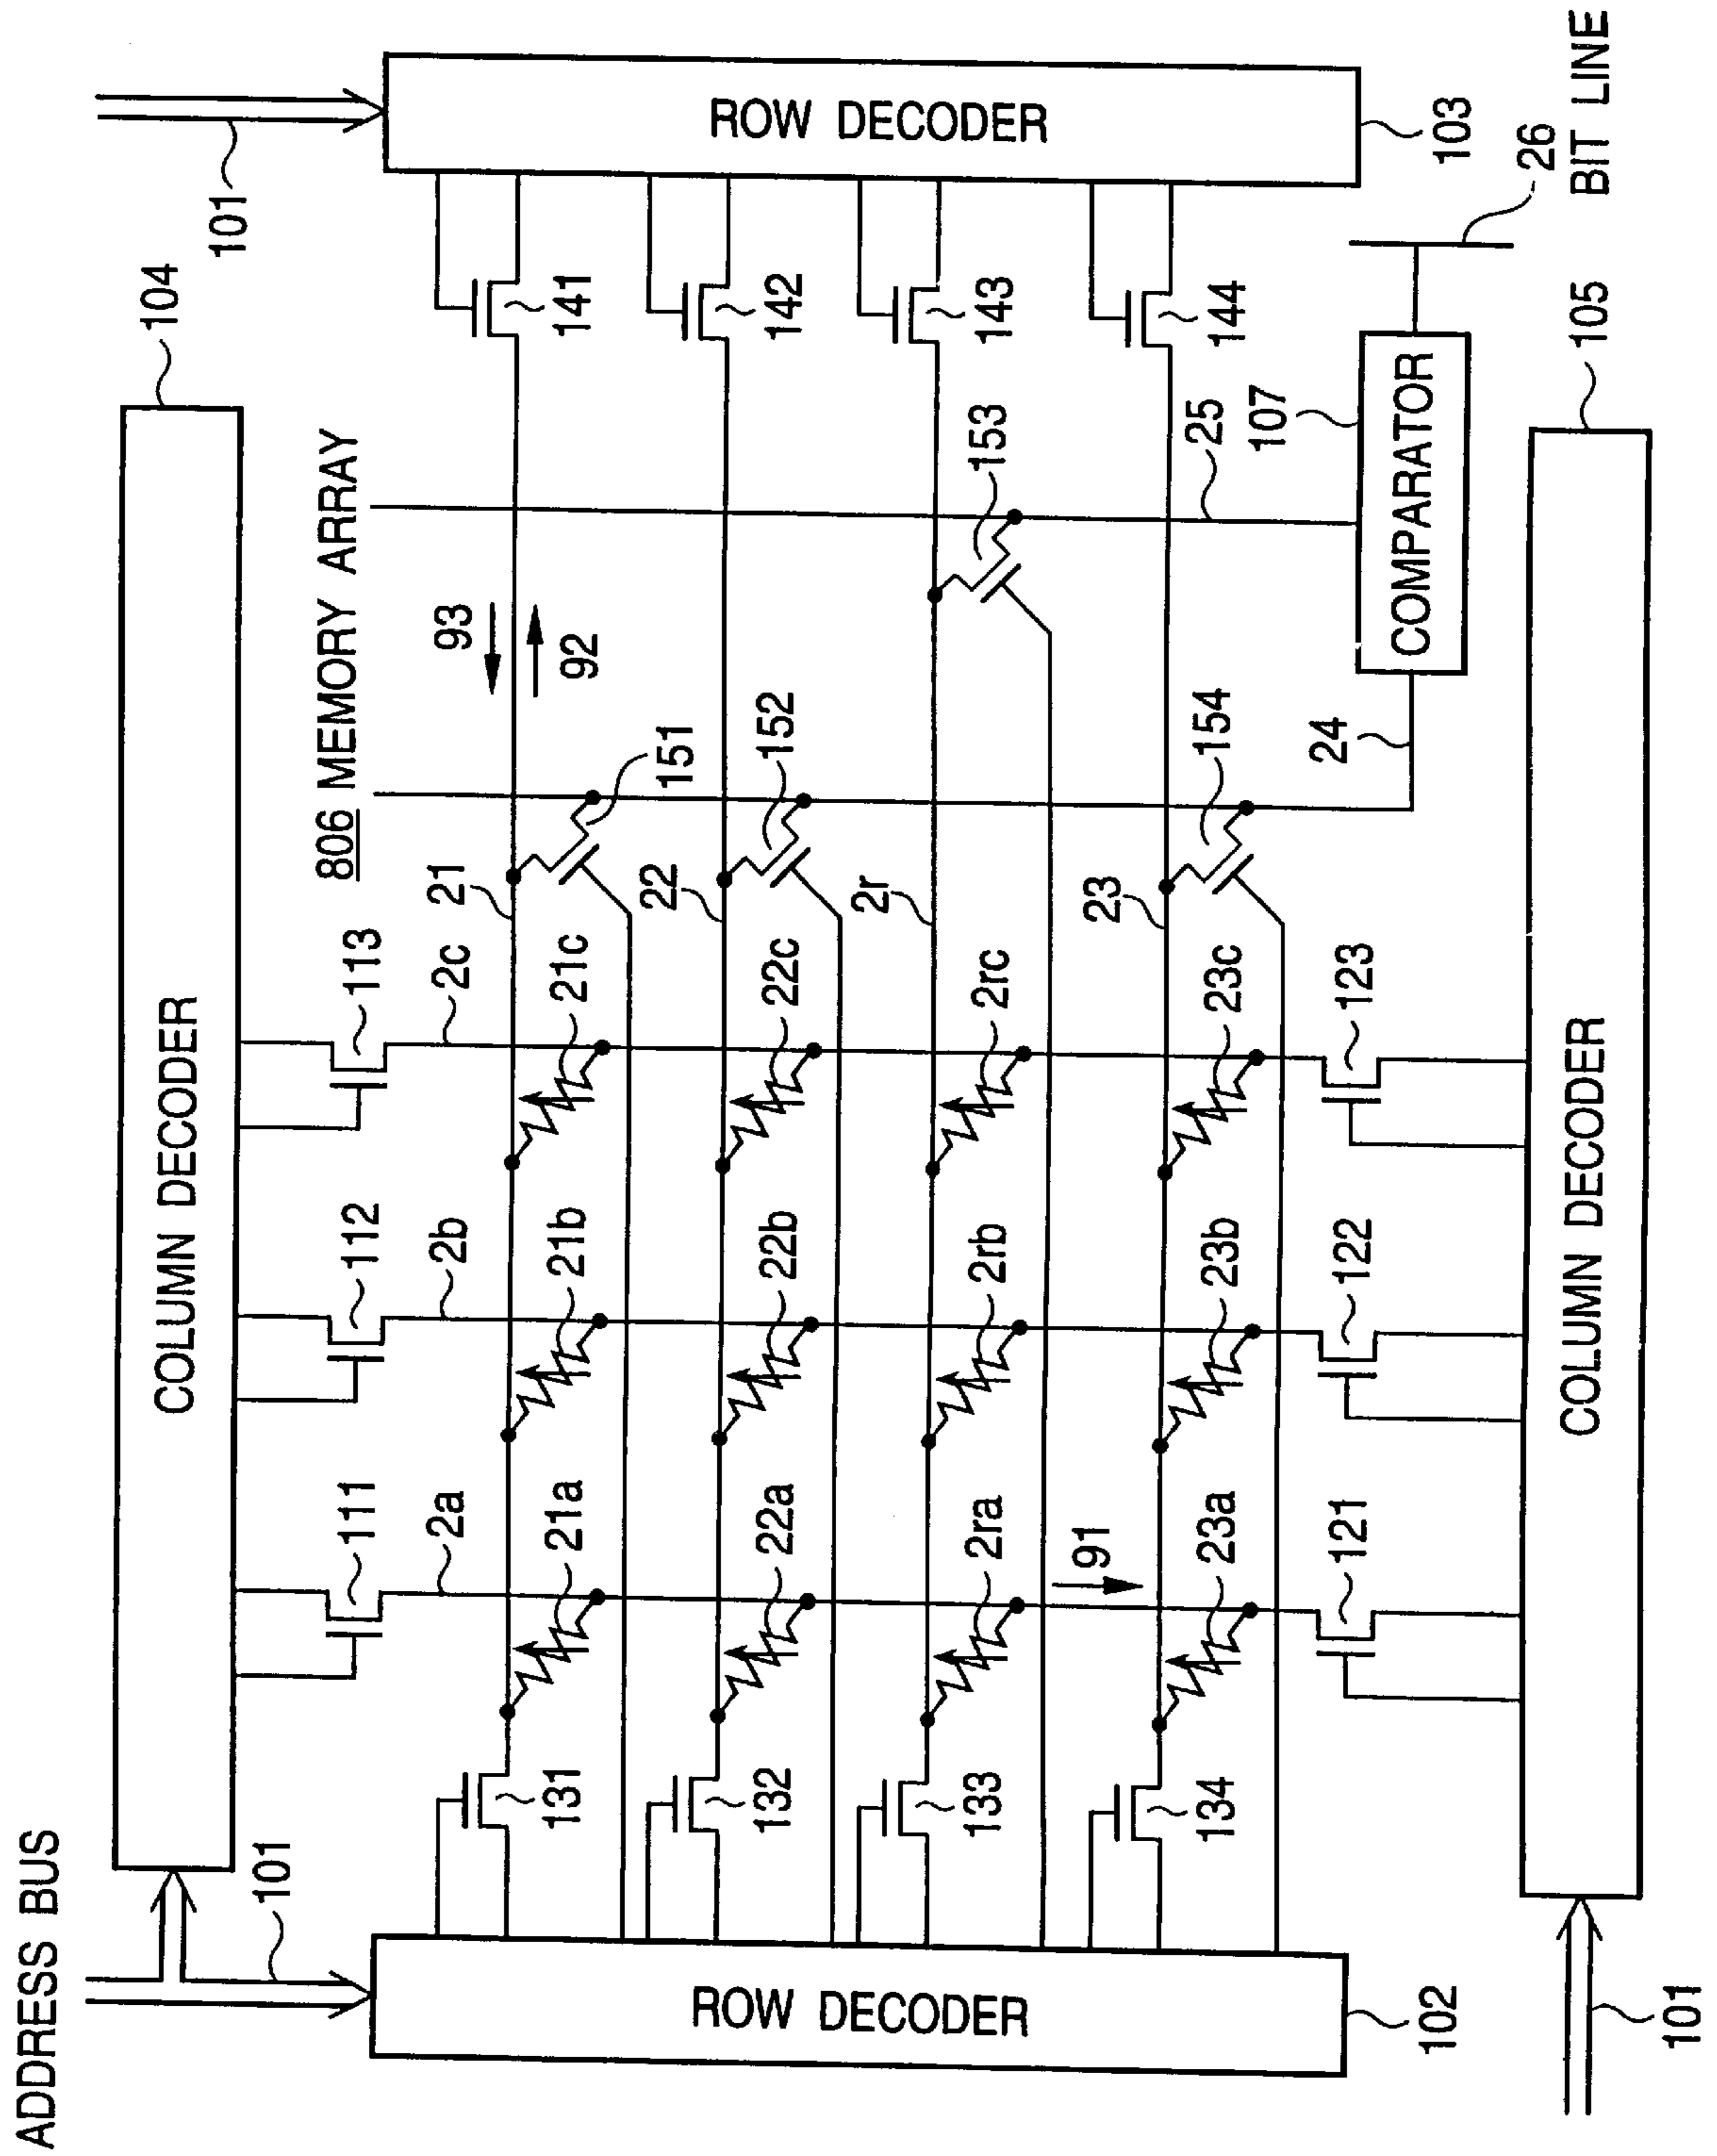 ADDRESS BUS
COLUMN DECODER
104
101
101
806 MEMORY ARRAY
111
112
113
2a
2b
2c
21
93
131
21a
21b
21c
92
141
22
151
132
22a
22b
22c
152
142
ROW DECODER
2r
ROW DECODER
133
2ra
2rb
2rc
153
143
91
23
134
23a
23b
23c
154
25
144
107
24
121
122
123
COMPARATOR
102
103
26
BIT LINE
COLUMN DECODER
105
101